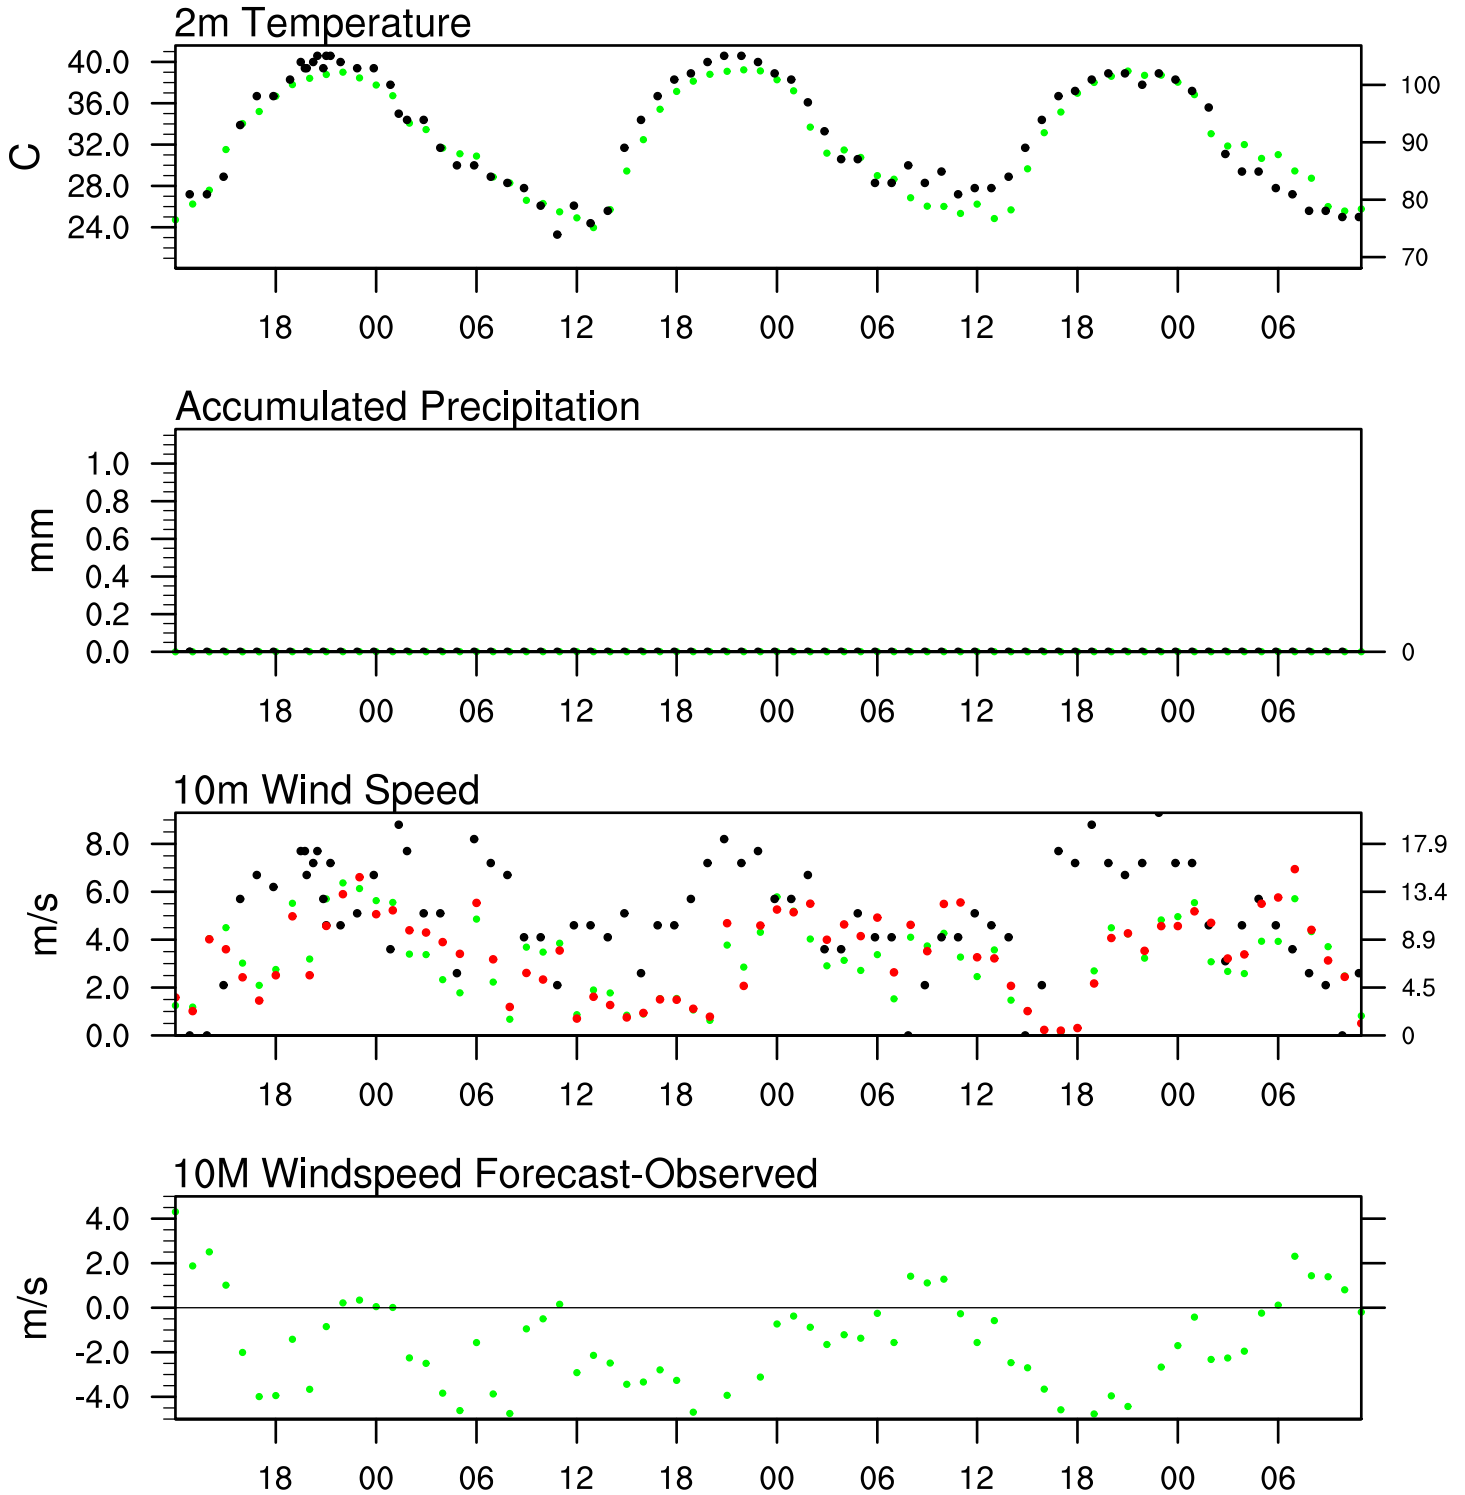 2m Temperature
40.0
36.0
32.0
28.0
24.0
C
100
90
80
70
18 00 06 12 18 00 06 12 18 00 06
Accumulated Precipitation
1.0
0.8
0.6
0.4
0.2
0.0
mm
0
18 00 06 12 18 00 06 12 18 00 06
10m Wind Speed
8.0
6.0
4.0
2.0
0.0
m/s
17.9
13.4
8.9
4.5
0
18 00 06 12 18 00 06 12 18 00 06
10M Windspeed Forecast-Observed
4.0
2.0
0.0
-2.0
-4.0
m/s
18 00 06 12 18 00 06 12 18 00 06